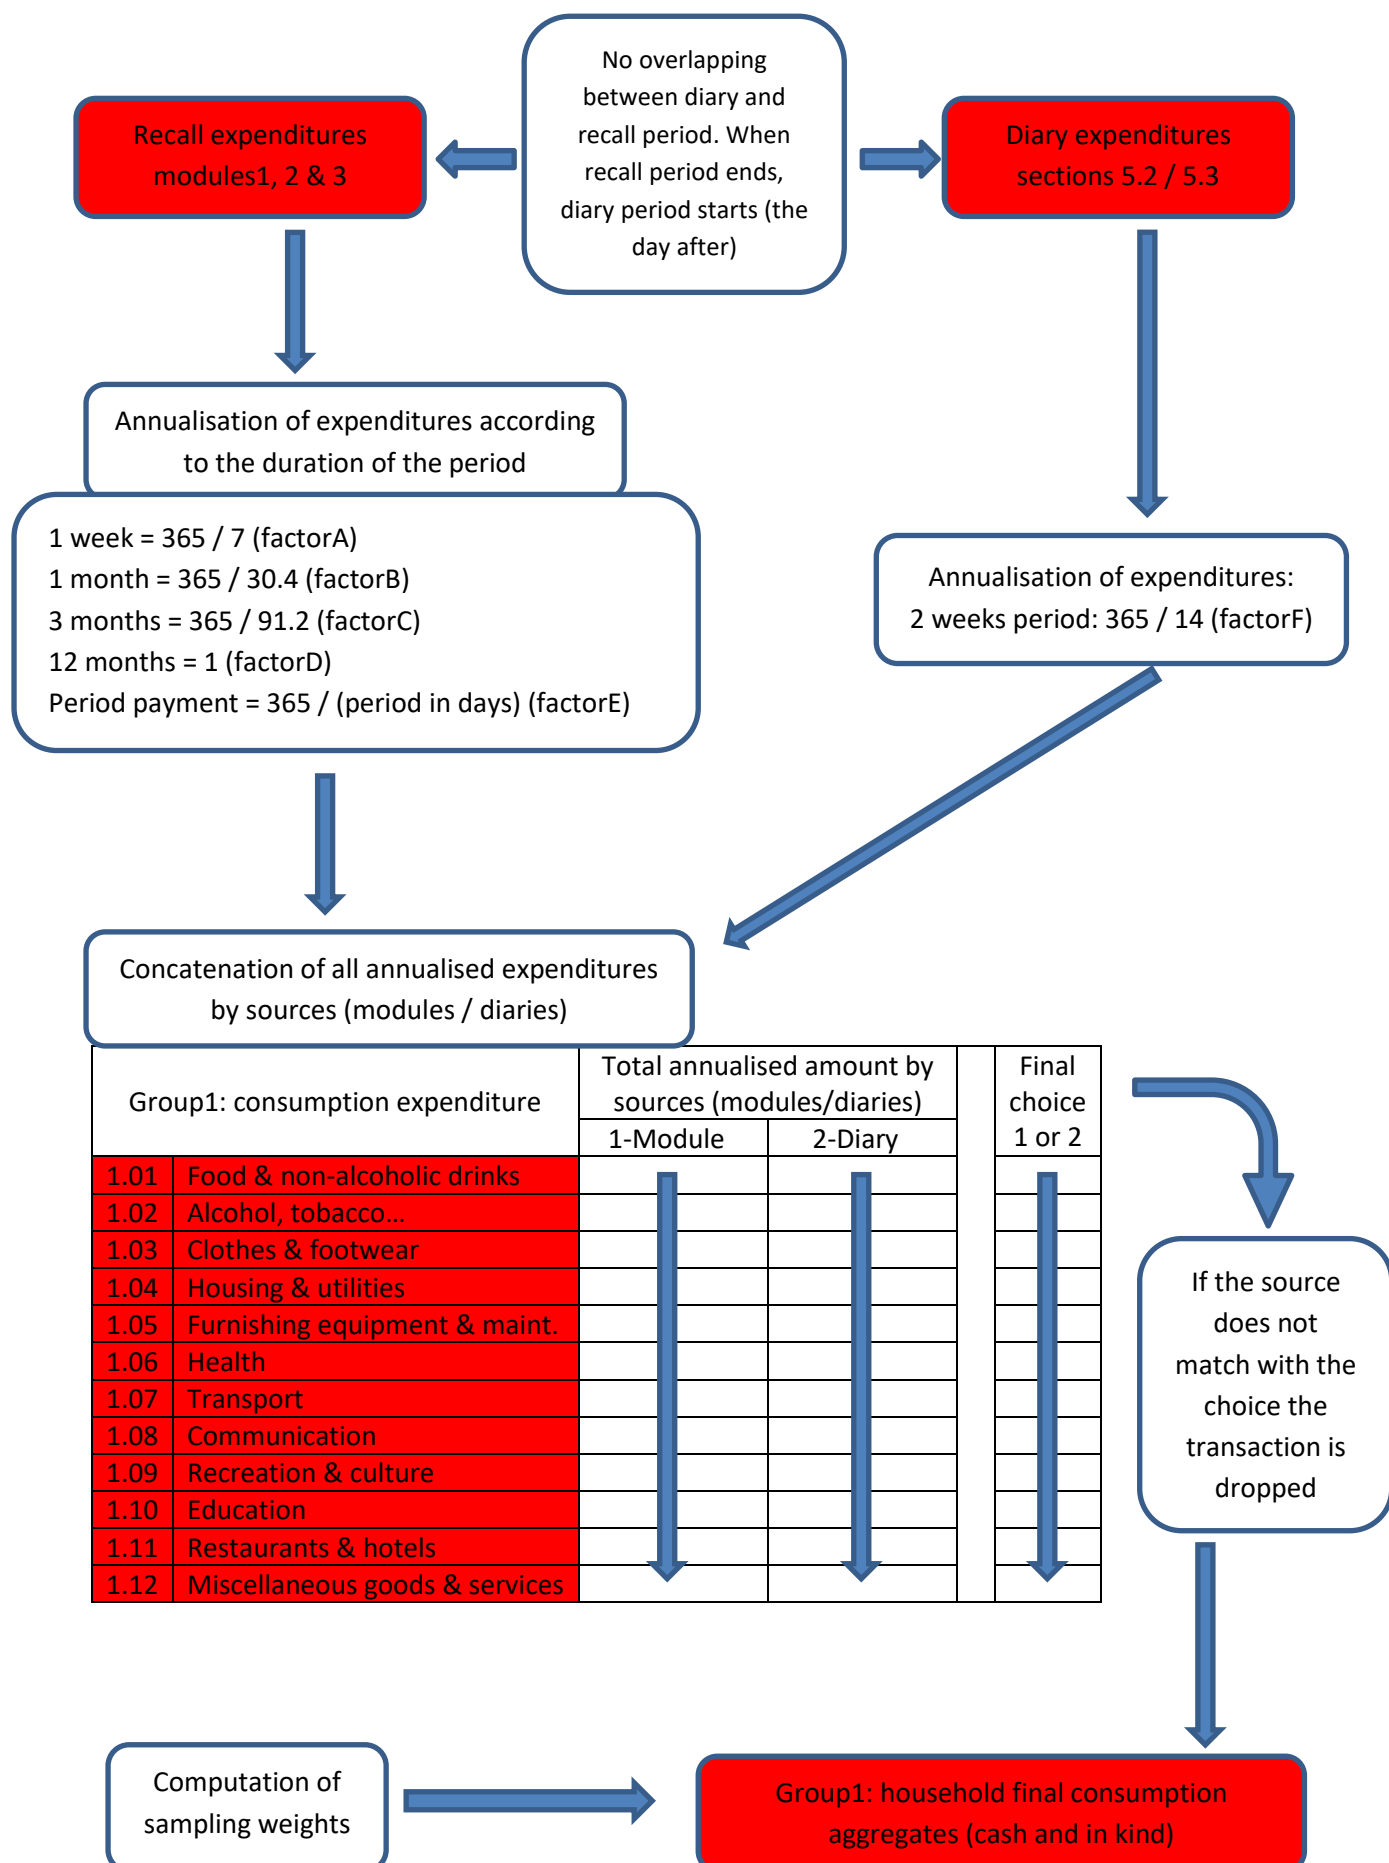 No overlapping
between diary and
recall period. When
recall period ends,
diary period starts (the
day after)
Recall expenditures
modules1, 2 & 3
Diary expenditures
sections 5.2 / 5.3
Annualisation of expenditures according
to the duration of the period
1 week = 365 / 7 (factorA)
1 month = 365 / 30.4 (factorB)
3 months = 365 / 91.2 (factorC)
12 months = 1 (factorD)
Period payment = 365 / (period in days) (factorE)
Annualisation of expenditures:
2 weeks period: 365 / 14 (factorF)
Concatenation of all annualised expenditures
by sources (modules / diaries)
Group1: consumption expenditure
Total annualised amount by
sources (modules/diaries)
1-Module
2-Diary
Final
choice
1 or 2
1.01 Food & non-alcoholic drinks
1.02 Alcohol, tobacco...
1.03 Clothes & footwear
1.04 Housing & utilities
1.05 Furnishing equipment & maint.
1.06 Health
1.07 Transport
1.08 Communication
1.09 Recreation & culture
1.10 Education
1.11 Restaurants & hotels
1.12 Miscellaneous goods & services
If the source
does not
match with the
choice the
transaction is
dropped
Computation of
sampling weights
Group1: household final consumption
aggregates (cash and in kind)